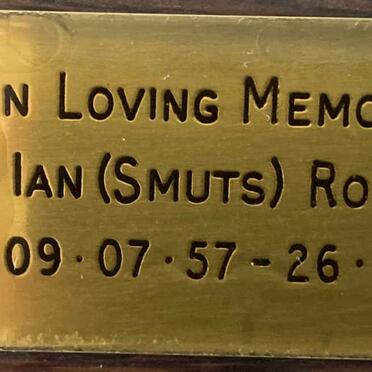 N LOVING MEMO
IAN (SMUTS) RO
09·07·57-26·